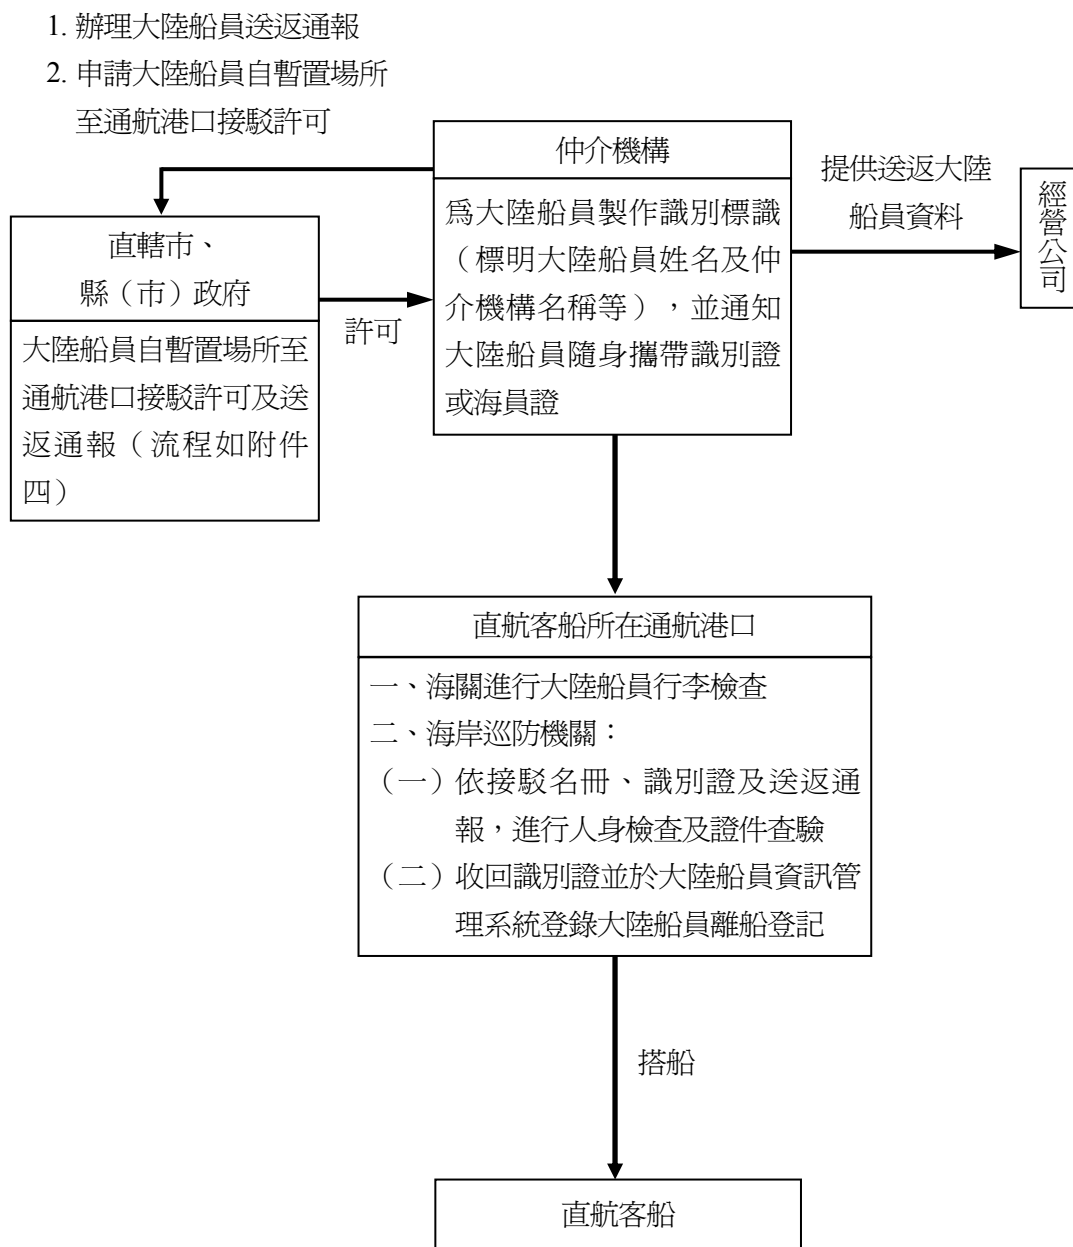 1. 辦理大陸船員送返通報
2. 申請大陸船員自暫置場所
至通航港口接駁許可
仲介機構
為大陸船員製作識別標識
（標明大陸船員姓名及仲
介機構名稱等），並通知
大陸船員隨身攜帶識別證
或海員證
提供送返大陸
船員資料
經營公司
直轄市、
縣（市）政府
大陸船員自暫置場所至
通航港口接駁許可及送
返通報（流程如附件
四）
許可
直航客船所在通航港口
一、海關進行大陸船員行李檢查
二、海岸巡防機關：
（一）依接駁名冊、識別證及送返通
報，進行人身檢查及證件查驗
（二）收回識別證並於大陸船員資訊管
理系統登錄大陸船員離船登記
搭船
直航客船